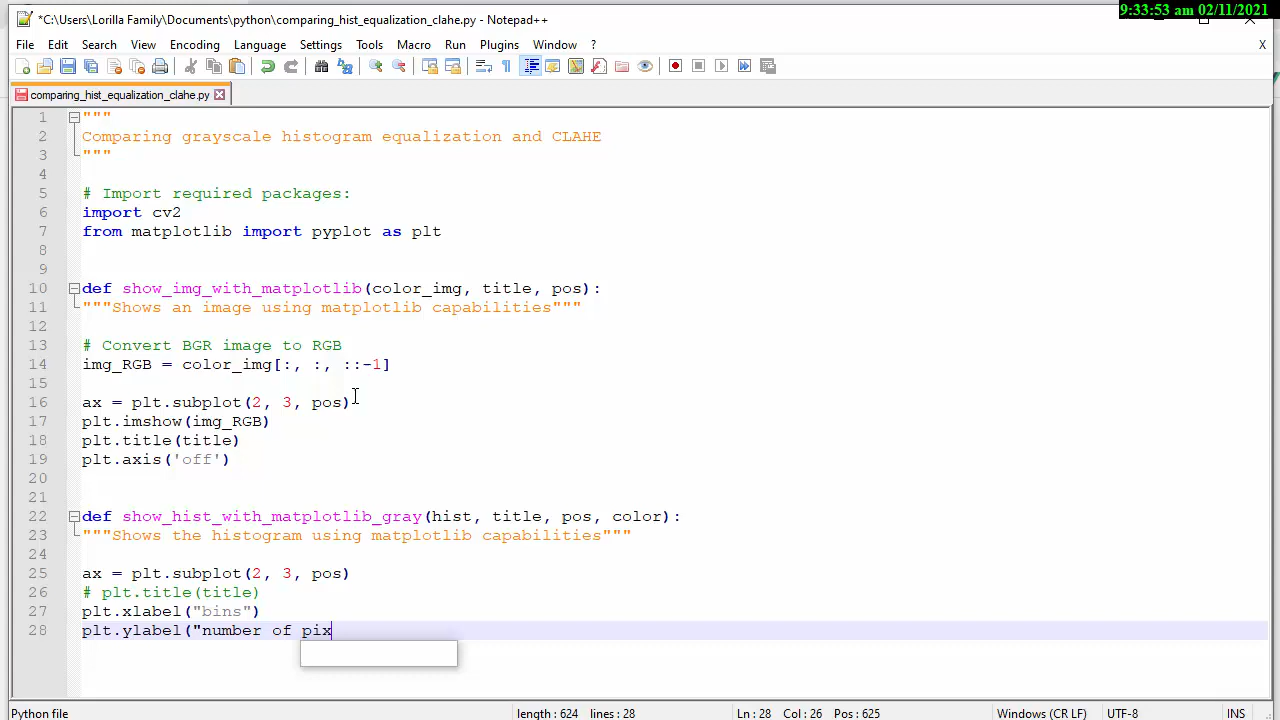 9:33:53 am 02/11/2021
*C:\Users\Lorilla Family\Documents\python\comparing_hist_equalization_clahe.py - Notepad++
File Edit Search View Encoding Language Settings Tools Macro Run Plugins Window ? X
comparing_hist_equalization_clahe.py
1 """
2 Comparing grayscale histogram equalization and CLAHE
3 """
4
5 # Import required packages:
6 import cv2
7 from matplotlib import pyplot as plt
8
9
10 def show_img_with_matplotlib(color_img, title, pos):
11 """Shows an image using matplotlib capabilities"""
12
13 # Convert BGR image to RGB
14 img_RGB = color_img[:, :, ::-1]
15
16 ax = plt.subplot(2, 3, pos)
17 plt.imshow(img_RGB)
18 plt.title(title)
19 plt.axis('off')
20
21
22 def show_hist_with_matplotlib_gray(hist, title, pos, color):
23 """Shows the histogram using matplotlib capabilities"""
24
25 ax = plt.subplot(2, 3, pos)
26 # plt.title(title)
27 plt.xlabel("bins")
28 plt.ylabel("number of pix
Python file length : 624 lines : 28 Ln : 28 Col : 26 Pos : 625 Windows (CR LF) UTF-8 INS